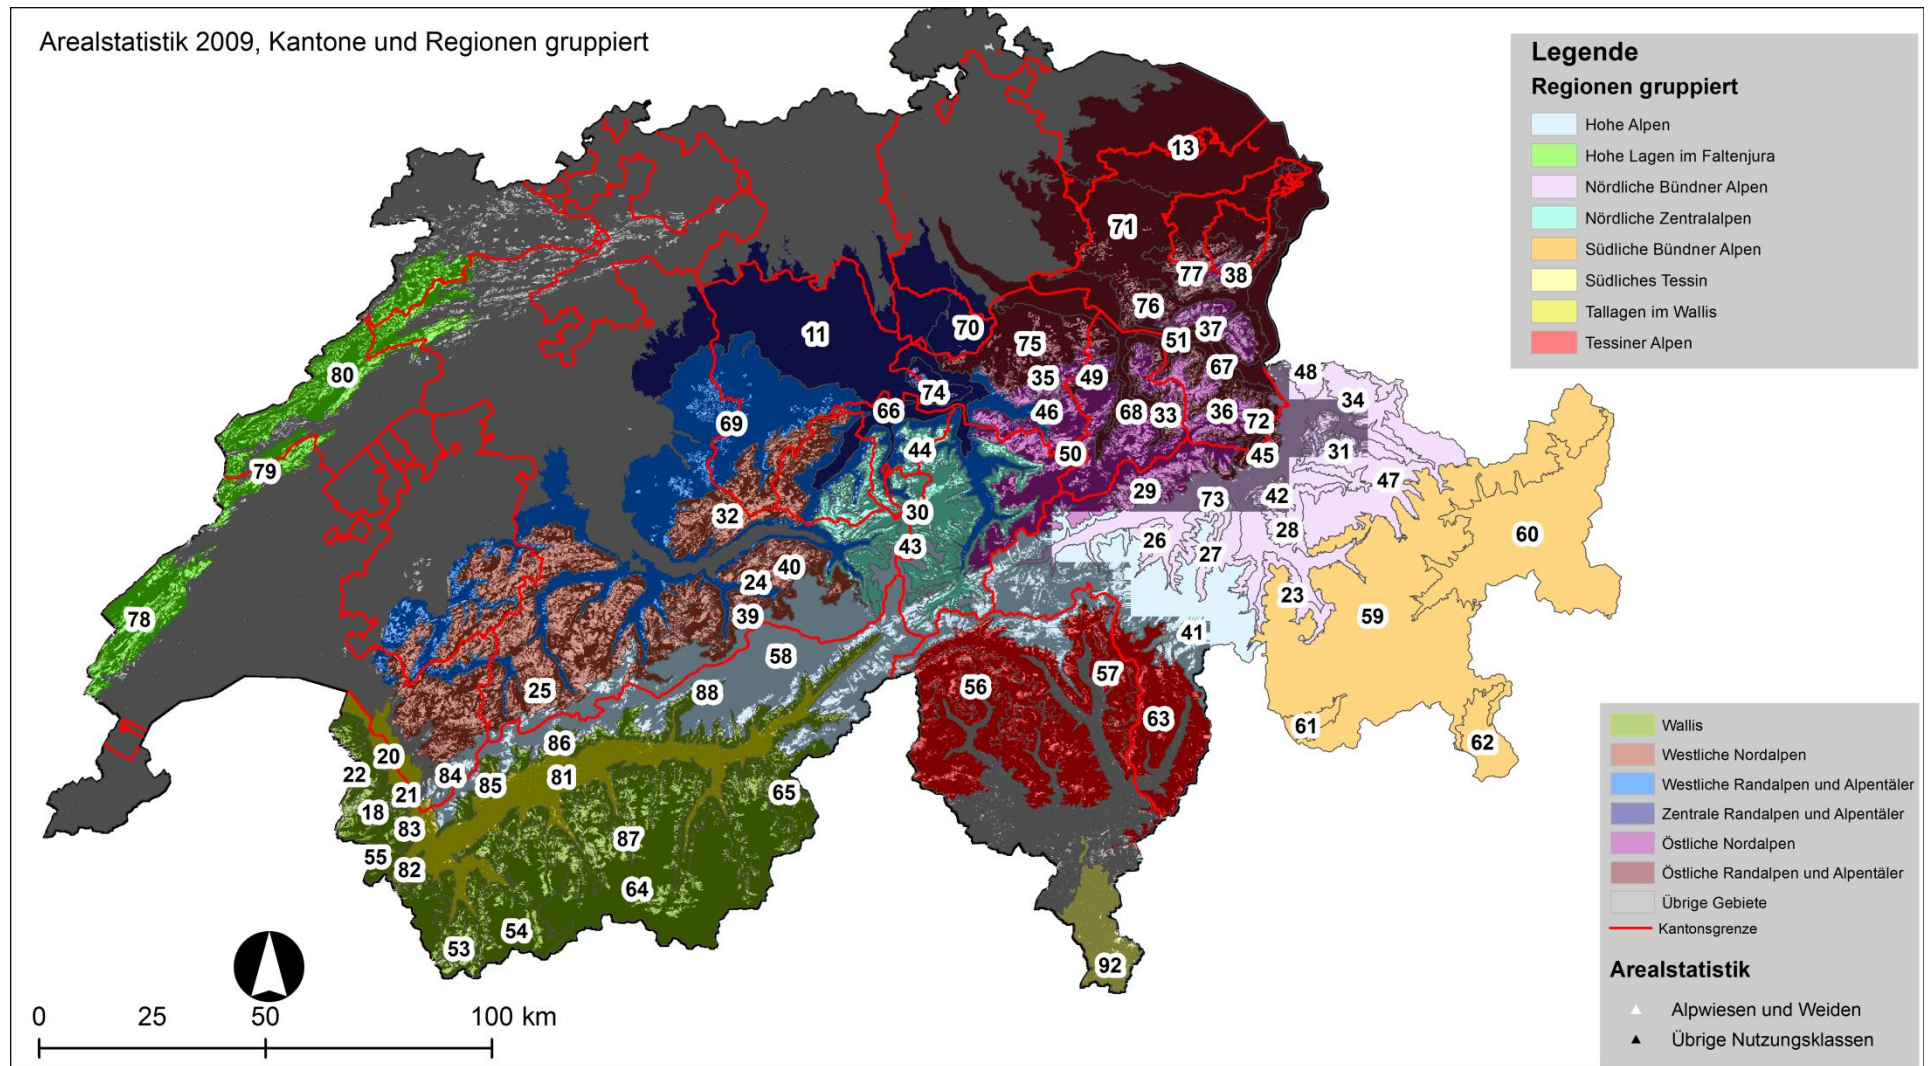 Arealstatistik 2009, Kantone und Regionen gruppiert
Legende
Regionen gruppiert
Hohe Alpen
Hohe Lagen im Faltenjura
Nördliche Bündner Alpen
Nördliche Zentralalpen
Südliche Bündner Alpen
Südliches Tessin
Tallagen im Wallis
Tessiner Alpen
13
71
77 38
76
37
51
70
11
75
67
48
80
35 49
34
74
66
46 68 33 36 72
69
44
31
50 45
79
47
29 42
73
32
30
28
60
26
43
27
40
24
23
39
59
78
41
58
57
56
88
25
63
61
86
62
20
22 84 81
85
65
21
18
83
87
55
82
64
54
53
92
Wallis
Westliche Nordalpen
Westliche Randalpen und Alpentäler
Zentrale Randalpen und Alpentäler
Östliche Nordalpen
Östliche Randalpen und Alpentäler
Übrige Gebiete
Kantonsgrenze
Arealstatistik
Alpwiesen und Weiden
Übrige Nutzungsklassen
0 25 50 100 km